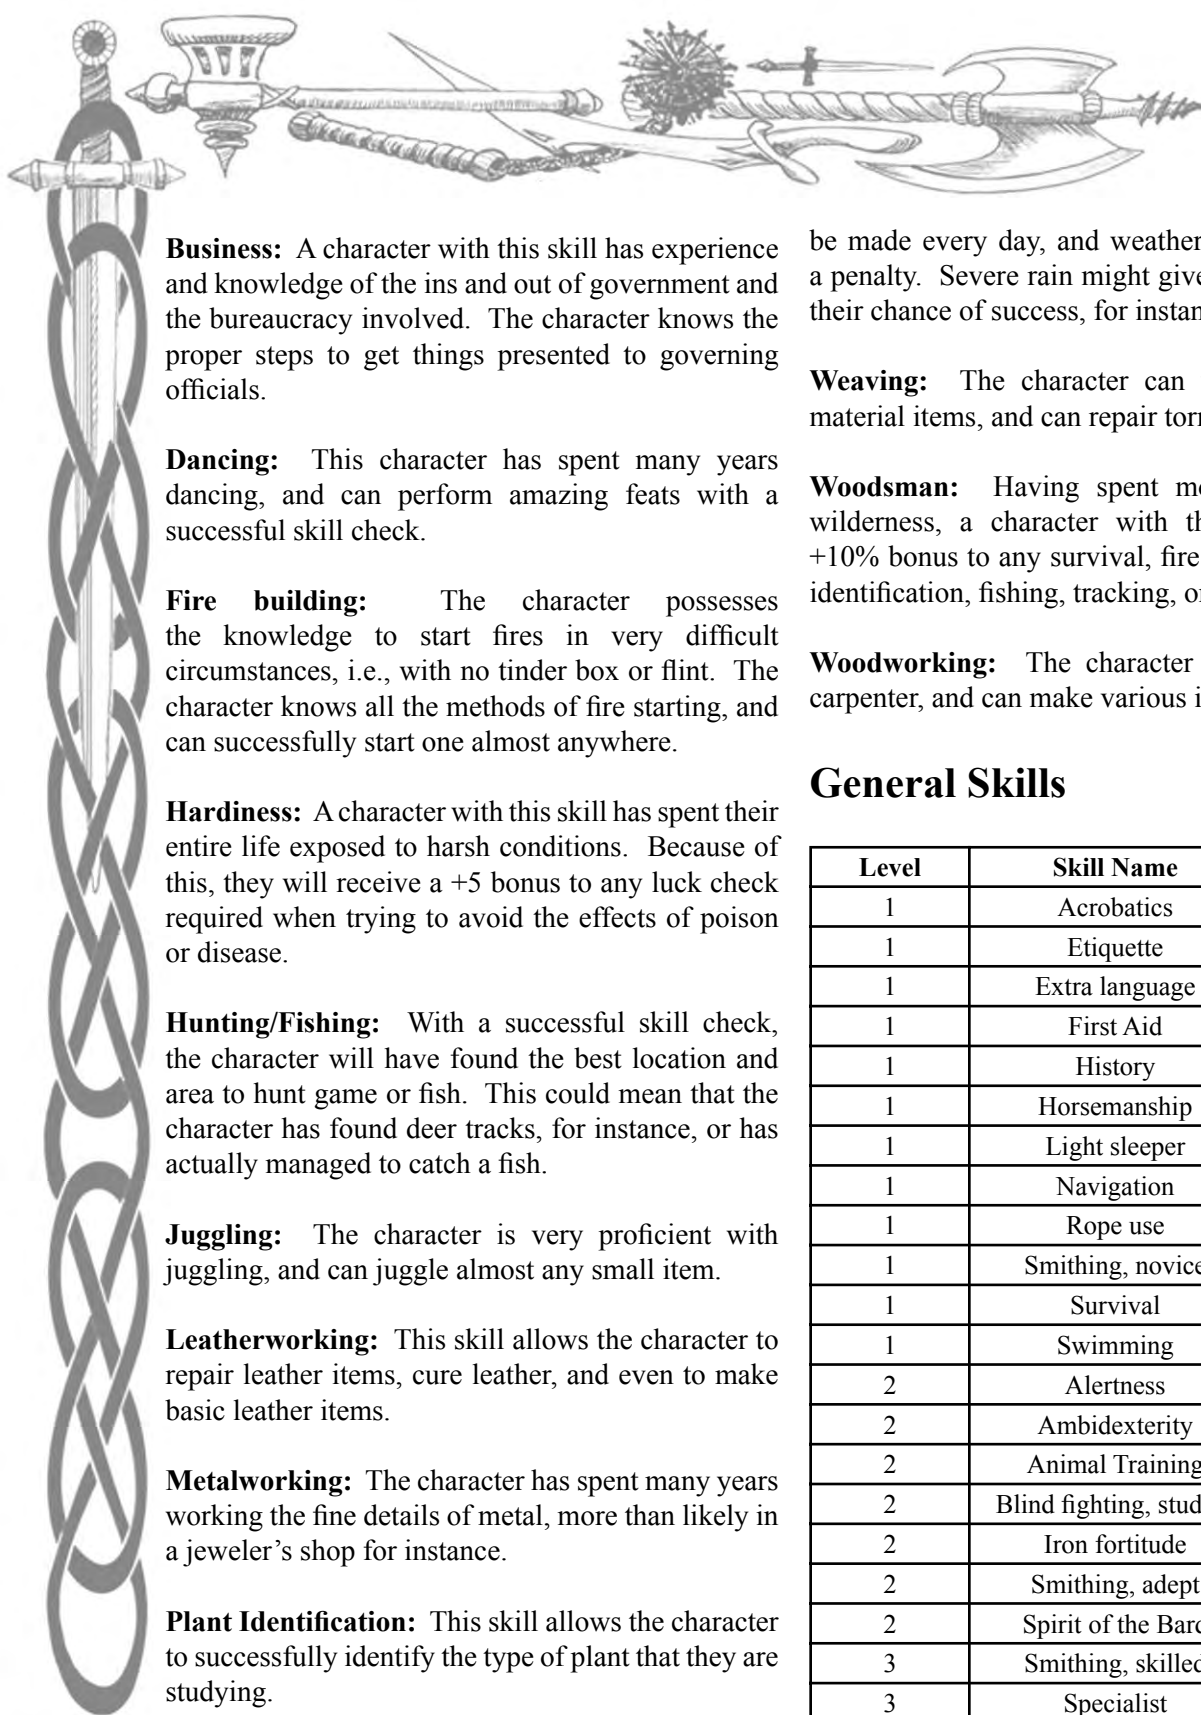 Business: A character with this skill has experience
and knowledge of the ins and out of government and
the bureaucracy involved. The character knows the
proper steps to get things presented to governing
officials.
Dancing: This character has spent many years
dancing, and can perform amazing feats with a
successful skill check.
Fire building: The character possesses
the knowledge to start fires in very difficult
circumstances, i.e., with no tinder box or flint. The
character knows all the methods of fire starting, and
can successfully start one almost anywhere.
Hardiness: A character with this skill has spent their
entire life exposed to harsh conditions. Because of
this, they will receive a +5 bonus to any luck check
required when trying to avoid the effects of poison
or disease.
Hunting/Fishing: With a successful skill check,
the character will have found the best location and
area to hunt game or fish. This could mean that the
character has found deer tracks, for instance, or has
actually managed to catch a fish.
Juggling: The character is very proficient with
juggling, and can juggle almost any small item.
Leatherworking: This skill allows the character to
repair leather items, cure leather, and even to make
basic leather items.
Metalworking: The character has spent many years
working the fine details of metal, more than likely in
a jeweler's shop for instance.
Plant Identification: This skill allows the character
to successfully identify the type of plant that they are
studying.
be made every day, and weather
a penalty. Severe rain might give
their chance of success, for
Weaving: The character can
material items, and can repair
Woodsman: Having spent
wilderness, a character with
+10% bonus to any survival, fire
identification, fishing, tracking,
Woodworking: The character
carpenter, and can make various
General Skills
Level Skill Name
1 Acrobatics
1 Etiquette
1 Extra language
1 First Aid
1 History
1 Horsemanship
1 Light sleeper
1 Navigation
1 Rope use
1 Smithing, novice
1 Survival
1 Swimming
2 Alertness
2 Ambidexterity
2 Animal Training
2 Blind fighting,
2 Iron fortitude
2 Smithing, adept
2 Spirit of the Bard
3 Smithing, skilled
3 Specialist